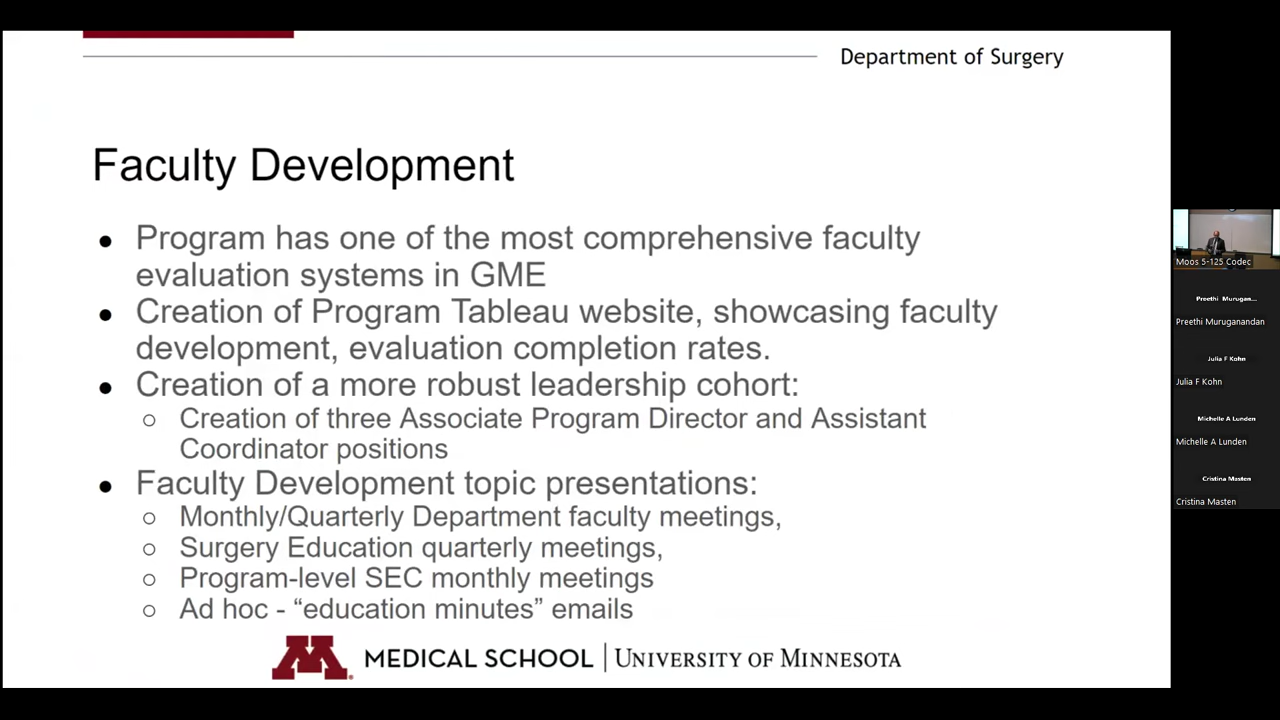 Department of Surgery
Faculty Development
● Program has one of the most comprehensive faculty
evaluation systems in GME
● Creation of Program Tableau website, showcasing faculty
development, evaluation completion rates.
● Creation of a more robust leadership cohort:
○ Creation of three Associate Program Director and Assistant
Coordinator positions
● Faculty Development topic presentations:
○ Monthly/Quarterly Department faculty meetings,
○ Surgery Education quarterly meetings,
○ Program-level SEC monthly meetings
○ Ad hoc - “education minutes” emails
M MEDICAL SCHOOL | UNIVERSITY OF MINNESOTA
Moos 5-125 Codec
Preethi Murugan...
Preethi Muruganandan
Julia F Kohn
Julia F Kohn
Michelle A Lunden
Michelle A Lunden
Cristina Masten
Cristina Masten